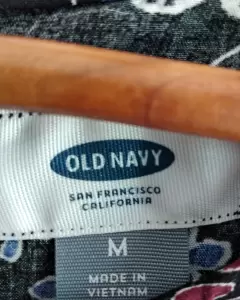 OLD NAVY
SAN FRANCISCO
CALIFORNIA
M
MADE IN
VIETNAM